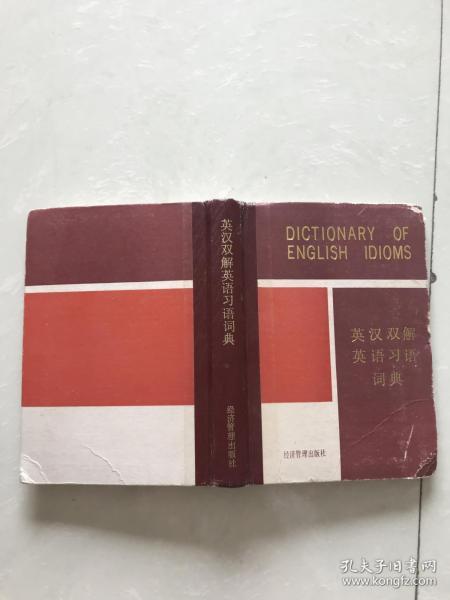 英汉双解英语习语词典
经济管理出版社
DICTIONARY OF
ENGLISH IDIOMS
英汉双解
英语习语
词典
经济管理出版社
孔夫子旧书网
www.kongfz.com